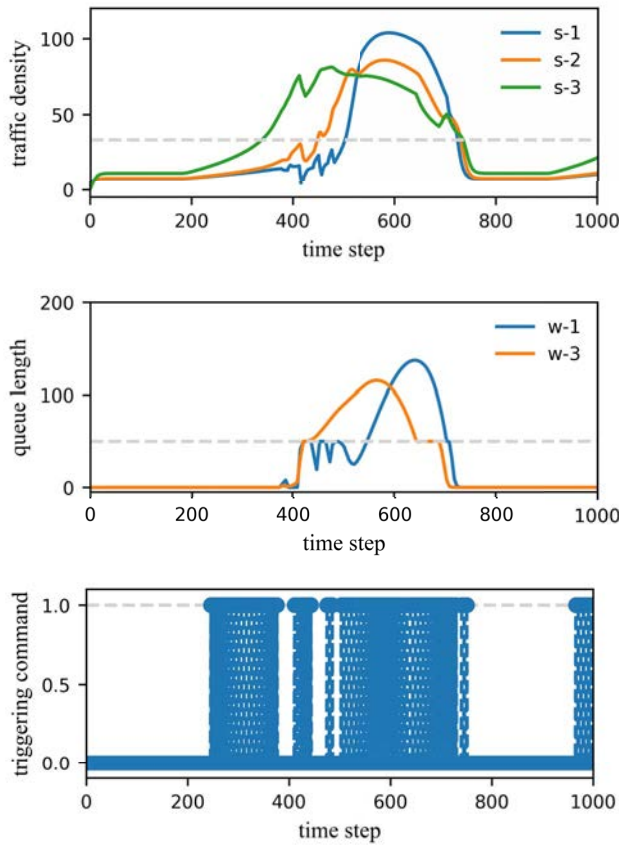 100
50
0
traffic density
s-1
s-2
s-3
0 200 400 600 800 1000
time step
200
100
0
queue length
w-1
w-3
0 200 400 600 800 1000
time step
1.0
0.5
0.0
triggering command
0 200 400 600 800 1000
time step